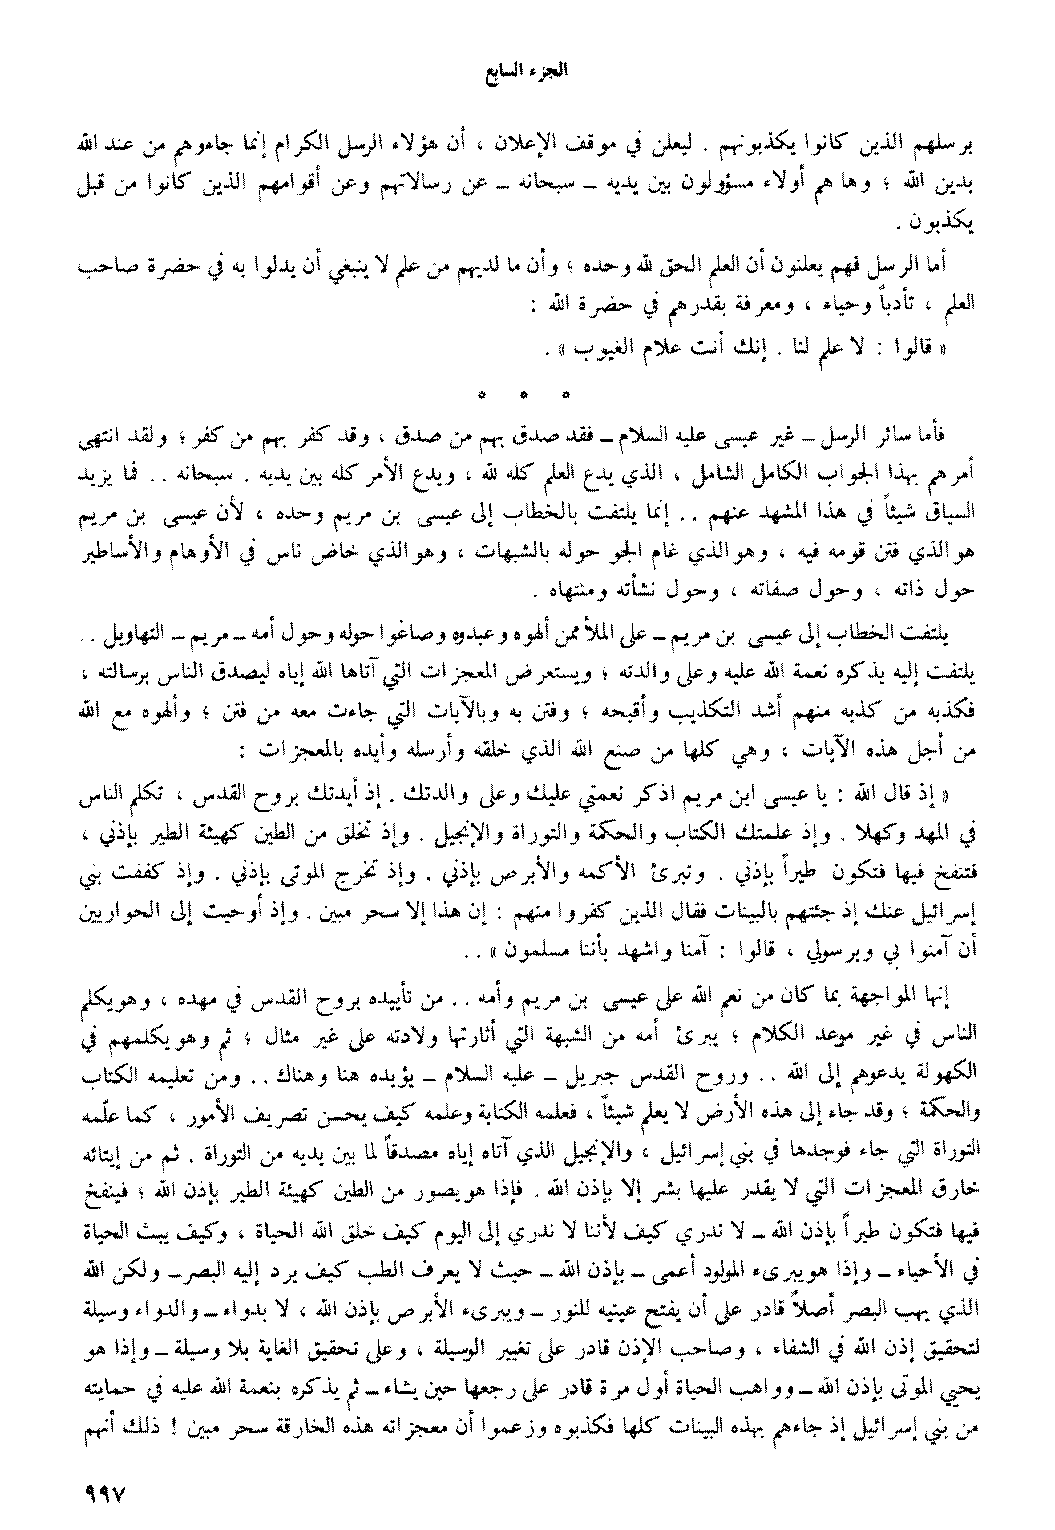 الجزء السابع
برسلهم الذين كانوا يكذبونهم . ليعلن في موقف الإعلان ، أن هؤلاء الرسل الكرام إنما جاءوهم من عند الله
بدين الله ؛ وها هم أولاء مسؤولون بين يديه – سبحانه – عن رسالاتهم وعن أقوامهم الذين كانوا من قبل
يكذبون .
أما الرسل فهم يعلنون أن العلم الحق لله وحده ؛ وأن ما لديهم من علم لا ينبغي أن يدلوا به في حضرة صاحب
العلم ، تأدباً وحياء ، ومعرفة بقدرهم في حضرة الله :
« قالوا : لا علم لنا . إنك أنت علام الغيوب » .
* * *
فأما سائر الرسل – غير عيسى عليه السلام – فقد صدق بهم من صدق ، وقد كفر بهم من كفر ؛ ولقد انتهى
أمرهم بهذا الجواب الكامل الشامل ، الذي يدع العلم كله لله ، ويدع الأمر كله بين يديه . سبحانه .. فما يزيد
السياق شيئاً في هذا المشهد عنهم .. إنما يلتفت بالخطاب إلى عيسى بن مريم وحده ، لأن عيسى بن مريم
هو الذي فتن قومه فيه ، وهو الذي غام الجو حوله بالشبهات ، وهو الذي خاض ناس في الأوهام والأساطير
حول ذاته ، وحول صفاته ، وحول نشأته ومنتهاه .
يلتفت الخطاب إلى عيسى بن مريم – على الملأ ممن ألهوه وعبدوه وصاغوا حوله وحول أمه – مريم – التهاويل ..
يلتفت إليه يذكره نعمة الله عليه وعلى والدته ؛ ويستعرض المعجزات التي آتاها الله إياه ليصدق الناس برسالته ،
فكذبه من كذبه منهم أشد التكذيب وأقبحه ؛ وفتن به وبالآيات التي جاءت معه من فتن ؛ وألهوه مع الله
من أجل هذه الآيات ، وهي كلها من صنع الله الذي خلقه وأرسله وأيده بالمعجزات :
« إذ قال الله : يا عيسى ابن مريم اذكر نعمتي عليك وعلى والدتك . إذ أيدتك بروح القدس ، تكلم الناس
في المهد وكهلا . وإذ علمتك الكتاب والحكمة والتوراة والإنجيل . وإذ تخلق من الطين كهيئة الطير بإذني ،
فتنفخ فيها فتكون طيراً بإذني . وتبرئ الأكمه والأبرص بإذني . وإذ تخرج الموتى بإذني . وإذ كففت بني
إسرائيل عنك إذ جئتهم بالبينات فقال الذين كفروا منهم : إن هذا إلا سحر مبين . وإذ أوحيت إلى الحواريين
أن آمنوا بي وبرسولي ، قالوا : آمنا واشهد بأننا مسلمون » ..
إنها المواجهة بما كان من نعم الله على عيسى بن مريم وأمه .. من تأييده بروح القدس في مهده ، وهو يكلم
الناس في غير موعد الكلام ؛ يبرئ أمه من الشبهة التي أثارتها ولادته على غير مثال ؛ ثم وهو يكلمهم في
الكهولة يدعوهم إلى الله .. وروح القدس جبريل – عليه السلام – يؤيده هنا وهناك .. ومن تعليمه الكتاب
والحكمة ؛ وقد جاء إلى هذه الأرض لا يعلم شيئاً ، فعلمه الكتابة وعلمه كيف يحسن تصريف الأمور ، كما علّمه
التوراة التي جاء فوجدها في بني إسرائيل ، والإنجيل الذي آتاه إياه مصدقاً لما بين يديه من التوراة . ثم من إيتائه
خارق المعجزات التي لا يقدر عليها بشر إلا بإذن الله . فإذا هو يصور من الطين كهيئة الطير بإذن الله ؛ فينفخ
فيها فتكون طيراً بإذن الله – لا ندري كيف لأننا لا ندري إلى اليوم كيف خلق الله الحياة ، وكيف يبث الحياة
في الأحياء – وإذا هو يبرىء المولود أعمى – بإذن الله – حيث لا يعرف الطب كيف يرد إليه البصر – ولكن الله
الذي يهب البصر أصلاً قادر على أن يفتح عينيه للنور – ويبرىء الأبرص بإذن الله ، لا بدواء – والدواء وسيلة
لتحقيق إذن الله في الشفاء ، وصاحب الإذن قادر على تغيير الوسيلة ، وعلى تحقيق الغاية بلا وسيلة – وإذا هو
يحيي الموتى بإذن الله – وواهب الحياة أول مرة قادر على رجعها حين يشاء – ثم يذكره بنعمة الله عليه في حمايته
من بني إسرائيل إذ جاءهم بهذه البينات كلها فكذبوه وزعموا أن معجزاته هذه الخارقة سحر مبين ! ذلك أنهم
٩٩٧